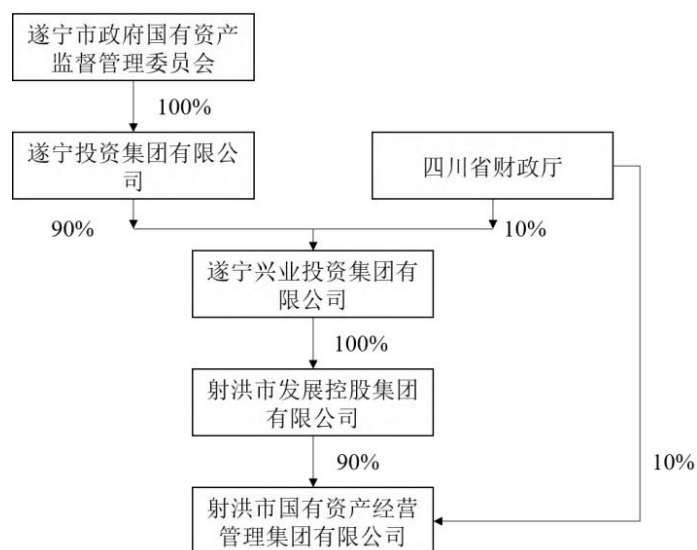 遂宁市政府国有资产
监督管理委员会
100%
遂宁投资集团有限公
司
四川省财政厅
90%
10%
遂宁兴业投资集团有
限公司
100%
射洪市发展控股集团
有限公司
90%
10%
射洪市国有资产经营
管理集团有限公司